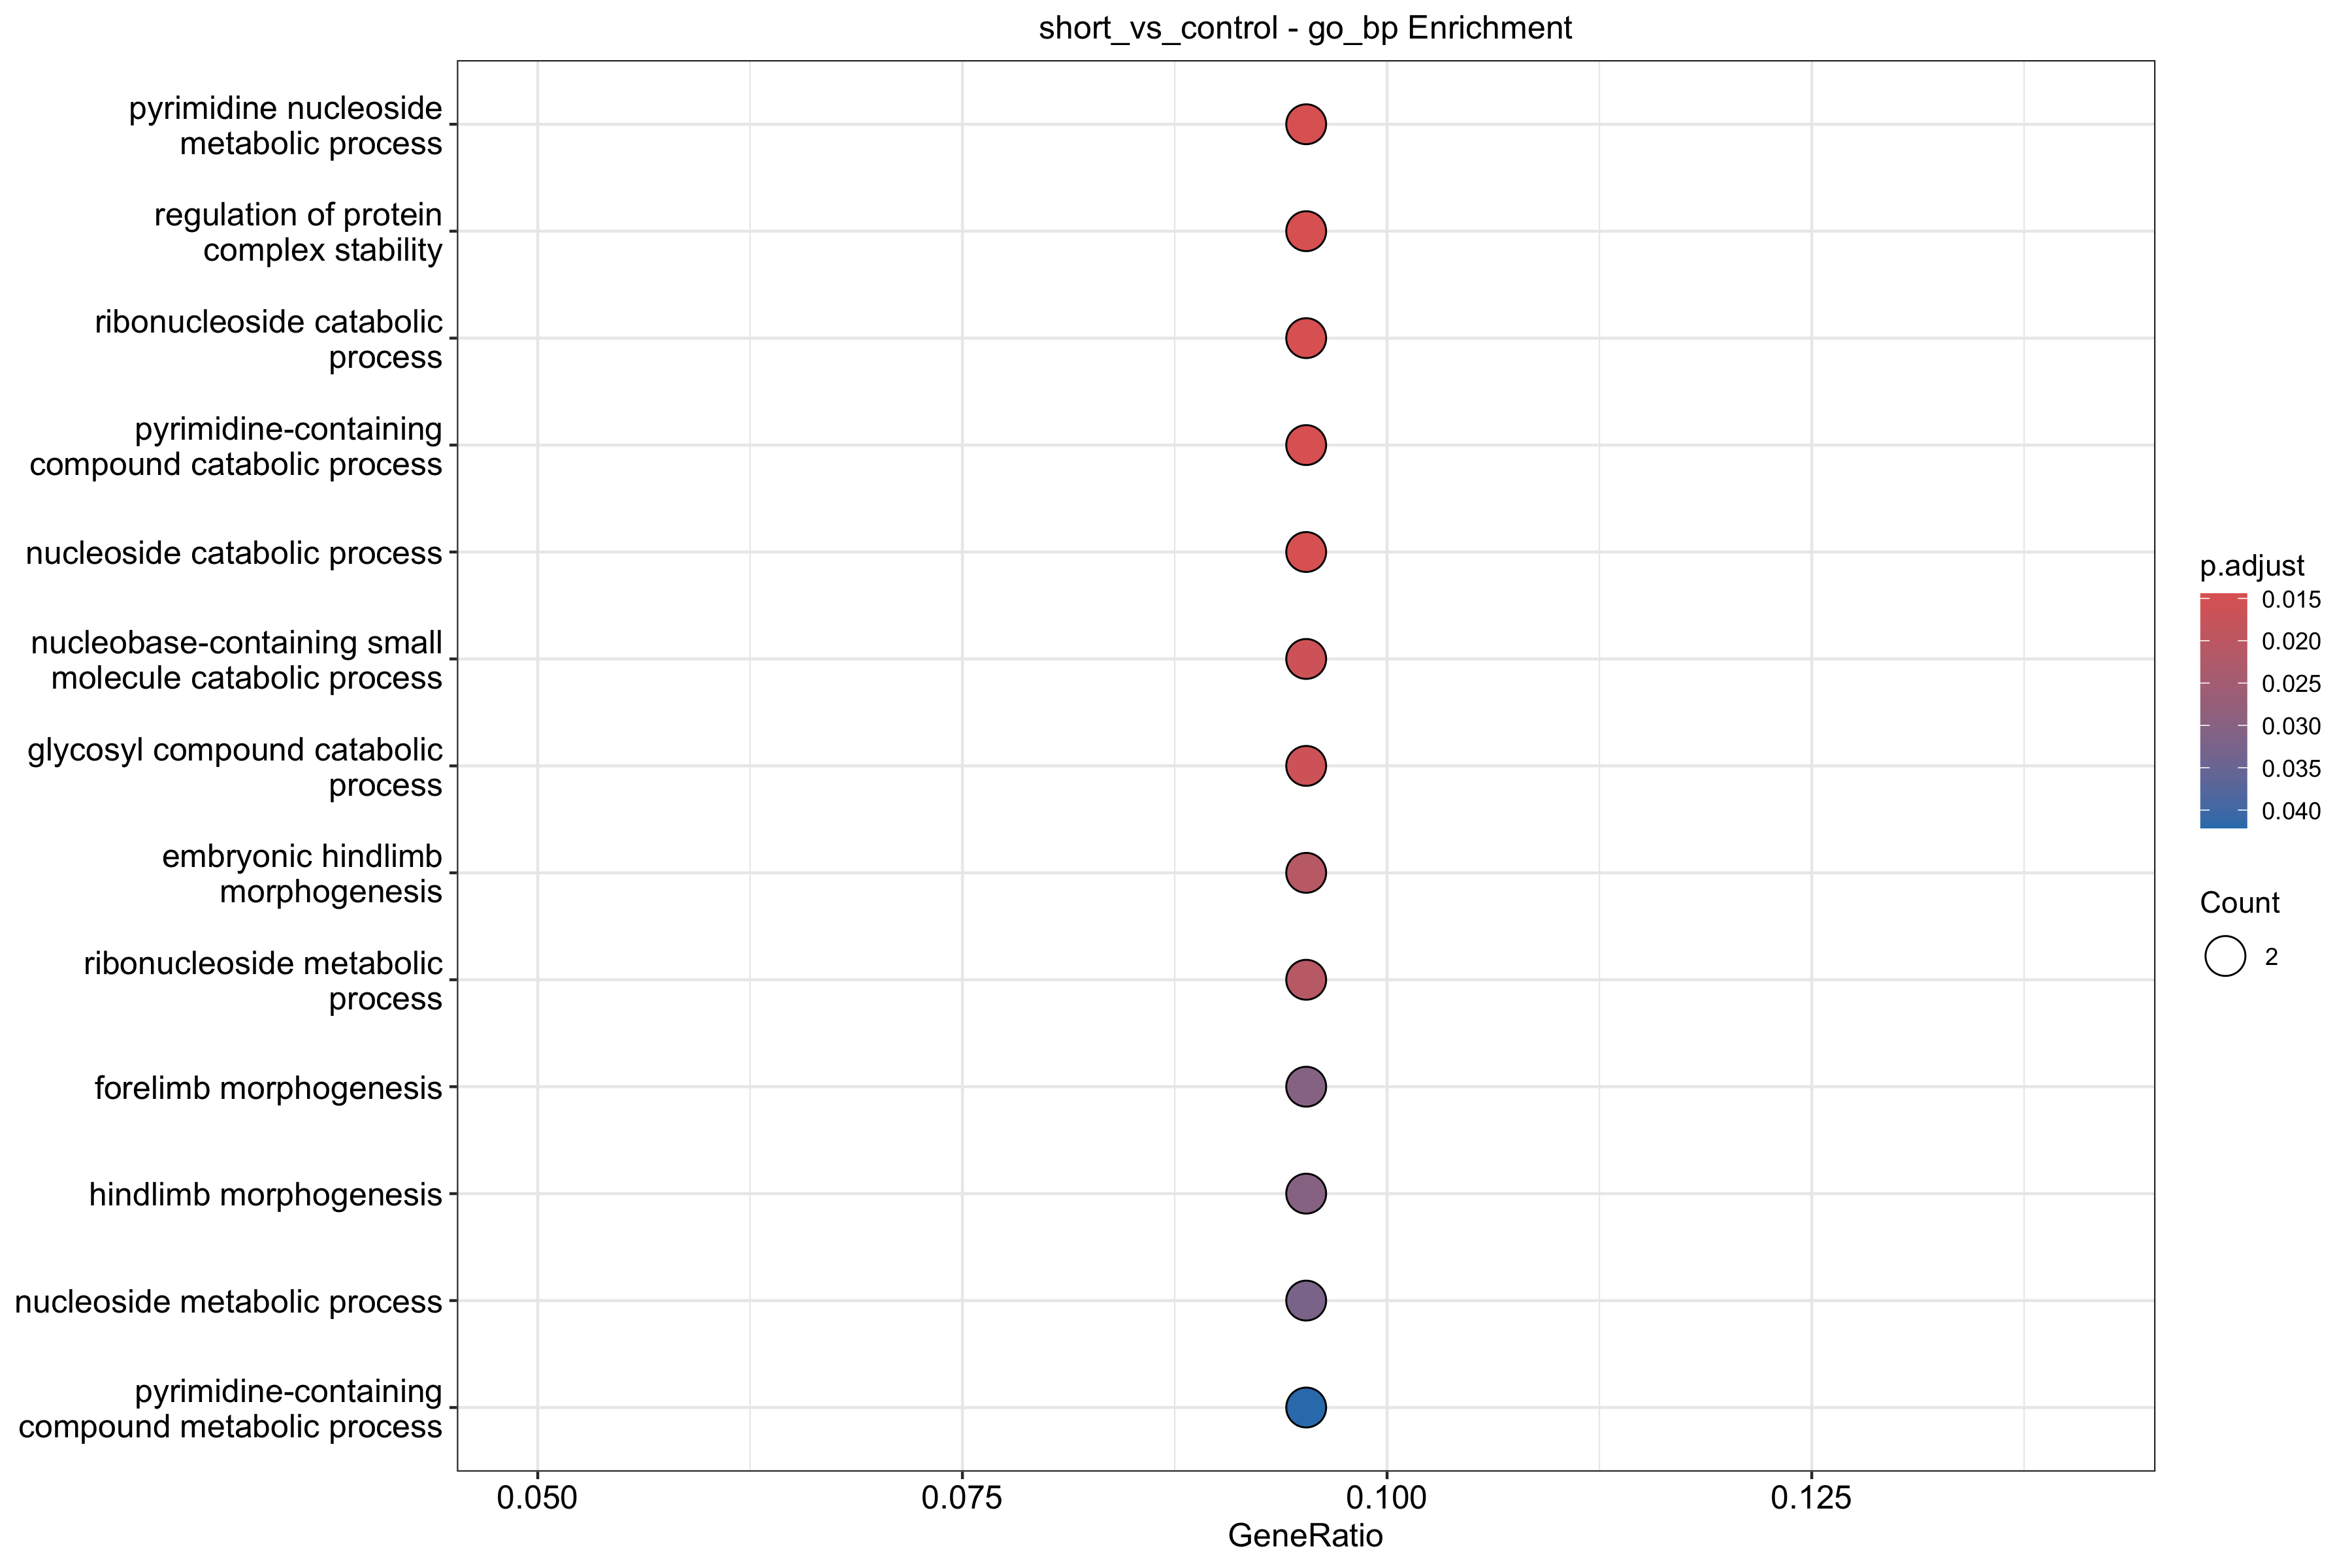 short_vs_control - go_bp Enrichment
pyrimidine nucleoside
metabolic process
regulation of protein
complex stability
ribonucleoside catabolic
process
pyrimidine-containing
compound catabolic process
nucleoside catabolic process
nucleobase-containing small
molecule catabolic process
glycosyl compound catabolic
process
embryonic hindlimb
morphogenesis
ribonucleoside metabolic
process
forelimb morphogenesis
hindlimb morphogenesis
nucleoside metabolic process
pyrimidine-containing
compound metabolic process
0.050 0.075 0.100 0.125
GeneRatio
p.adjust
0.015
0.020
0.025
0.030
0.035
0.040
Count
2